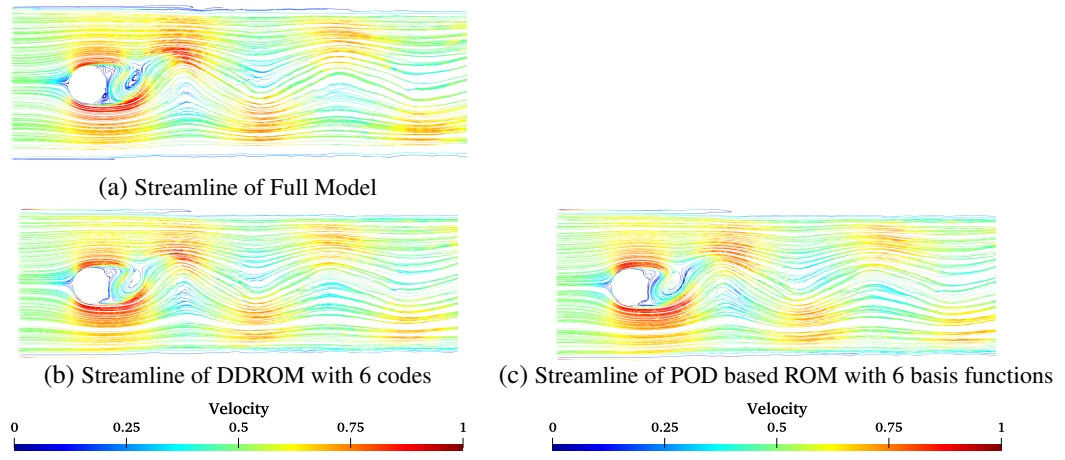 (a) Streamline of Full Model
(b) Streamline of DDROM with 6 codes
(c) Streamline of POD based ROM with 6 basis functions
Velocity
0 0.25 0.5 0.75 1
Velocity
0 0.25 0.5 0.75 1